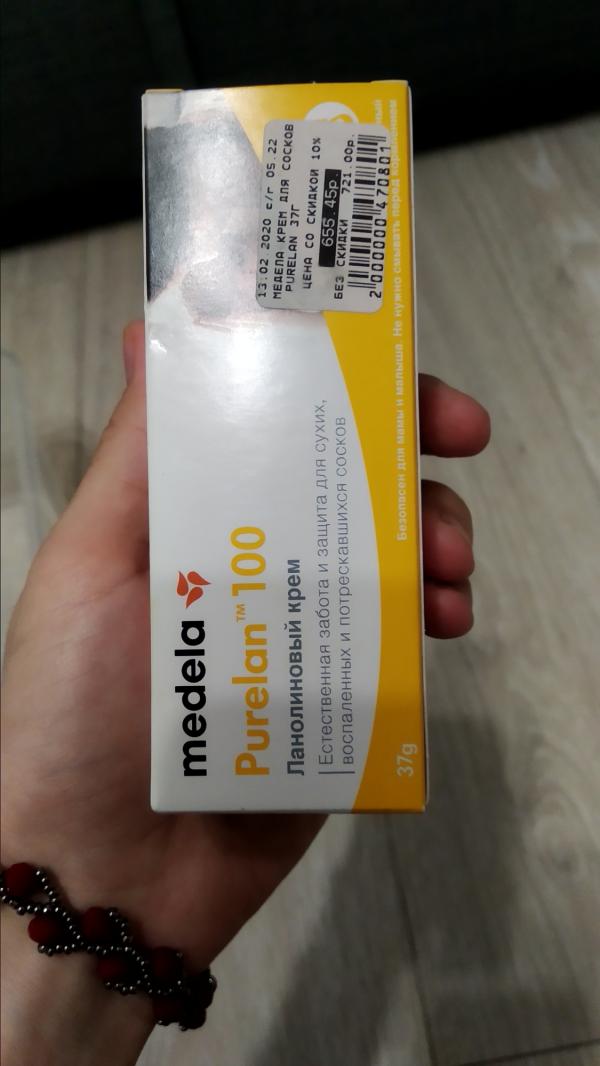 medela
Purelan™ 100
Ланолиновый крем
Естественная забота и защита для сухих,
воспаленных и потрескавшихся сосков
37g
Безопасен для мамы и малыша. Не нужно смывать перед кормлением
13.02.2020 с/г 05.22
МЕДЕЛА КРЕМ ДЛЯ СОСКОВ
PURELAN 37Г
ЦЕНА СО СКИДКОЙ 10%
655.45р.
БЕЗ СКИДКИ 721.00р.
2000000470801